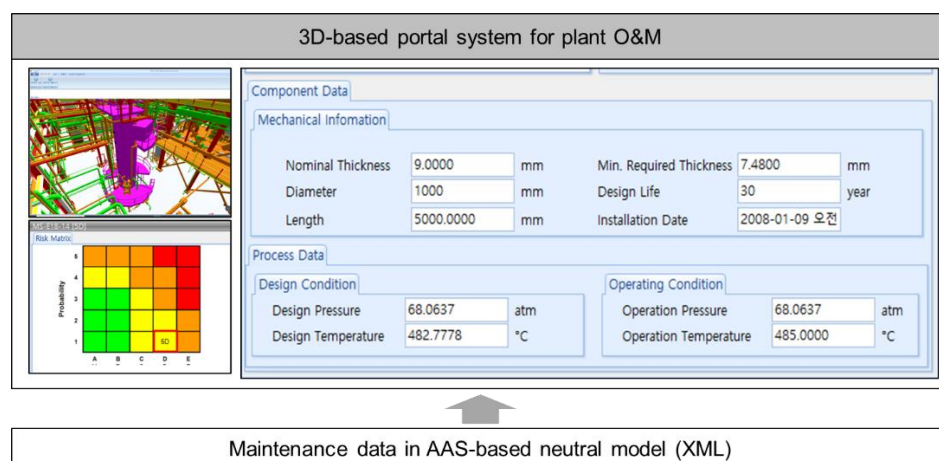 3D-based portal system for plant O&M
Component Data
Mechanical Infomation
Nominal Thickness 9.0000 mm Min. Required Thickness 7.4800 mm
Diameter 1000 mm Design Life 30 year
Length 5000.0000 mm Installation Date 2008-01-09 오전
Risk Matrix
Probability
5
4
3
2
1
A B C D E
Process Data
Design Condition Operating Condition
Design Pressure 68.0637 atm Operation Pressure 68.0637 atm
Design Temperature 482.7778 °C Operation Temperature 485.0000 °C
Maintenance data in AAS-based neutral model (XML)